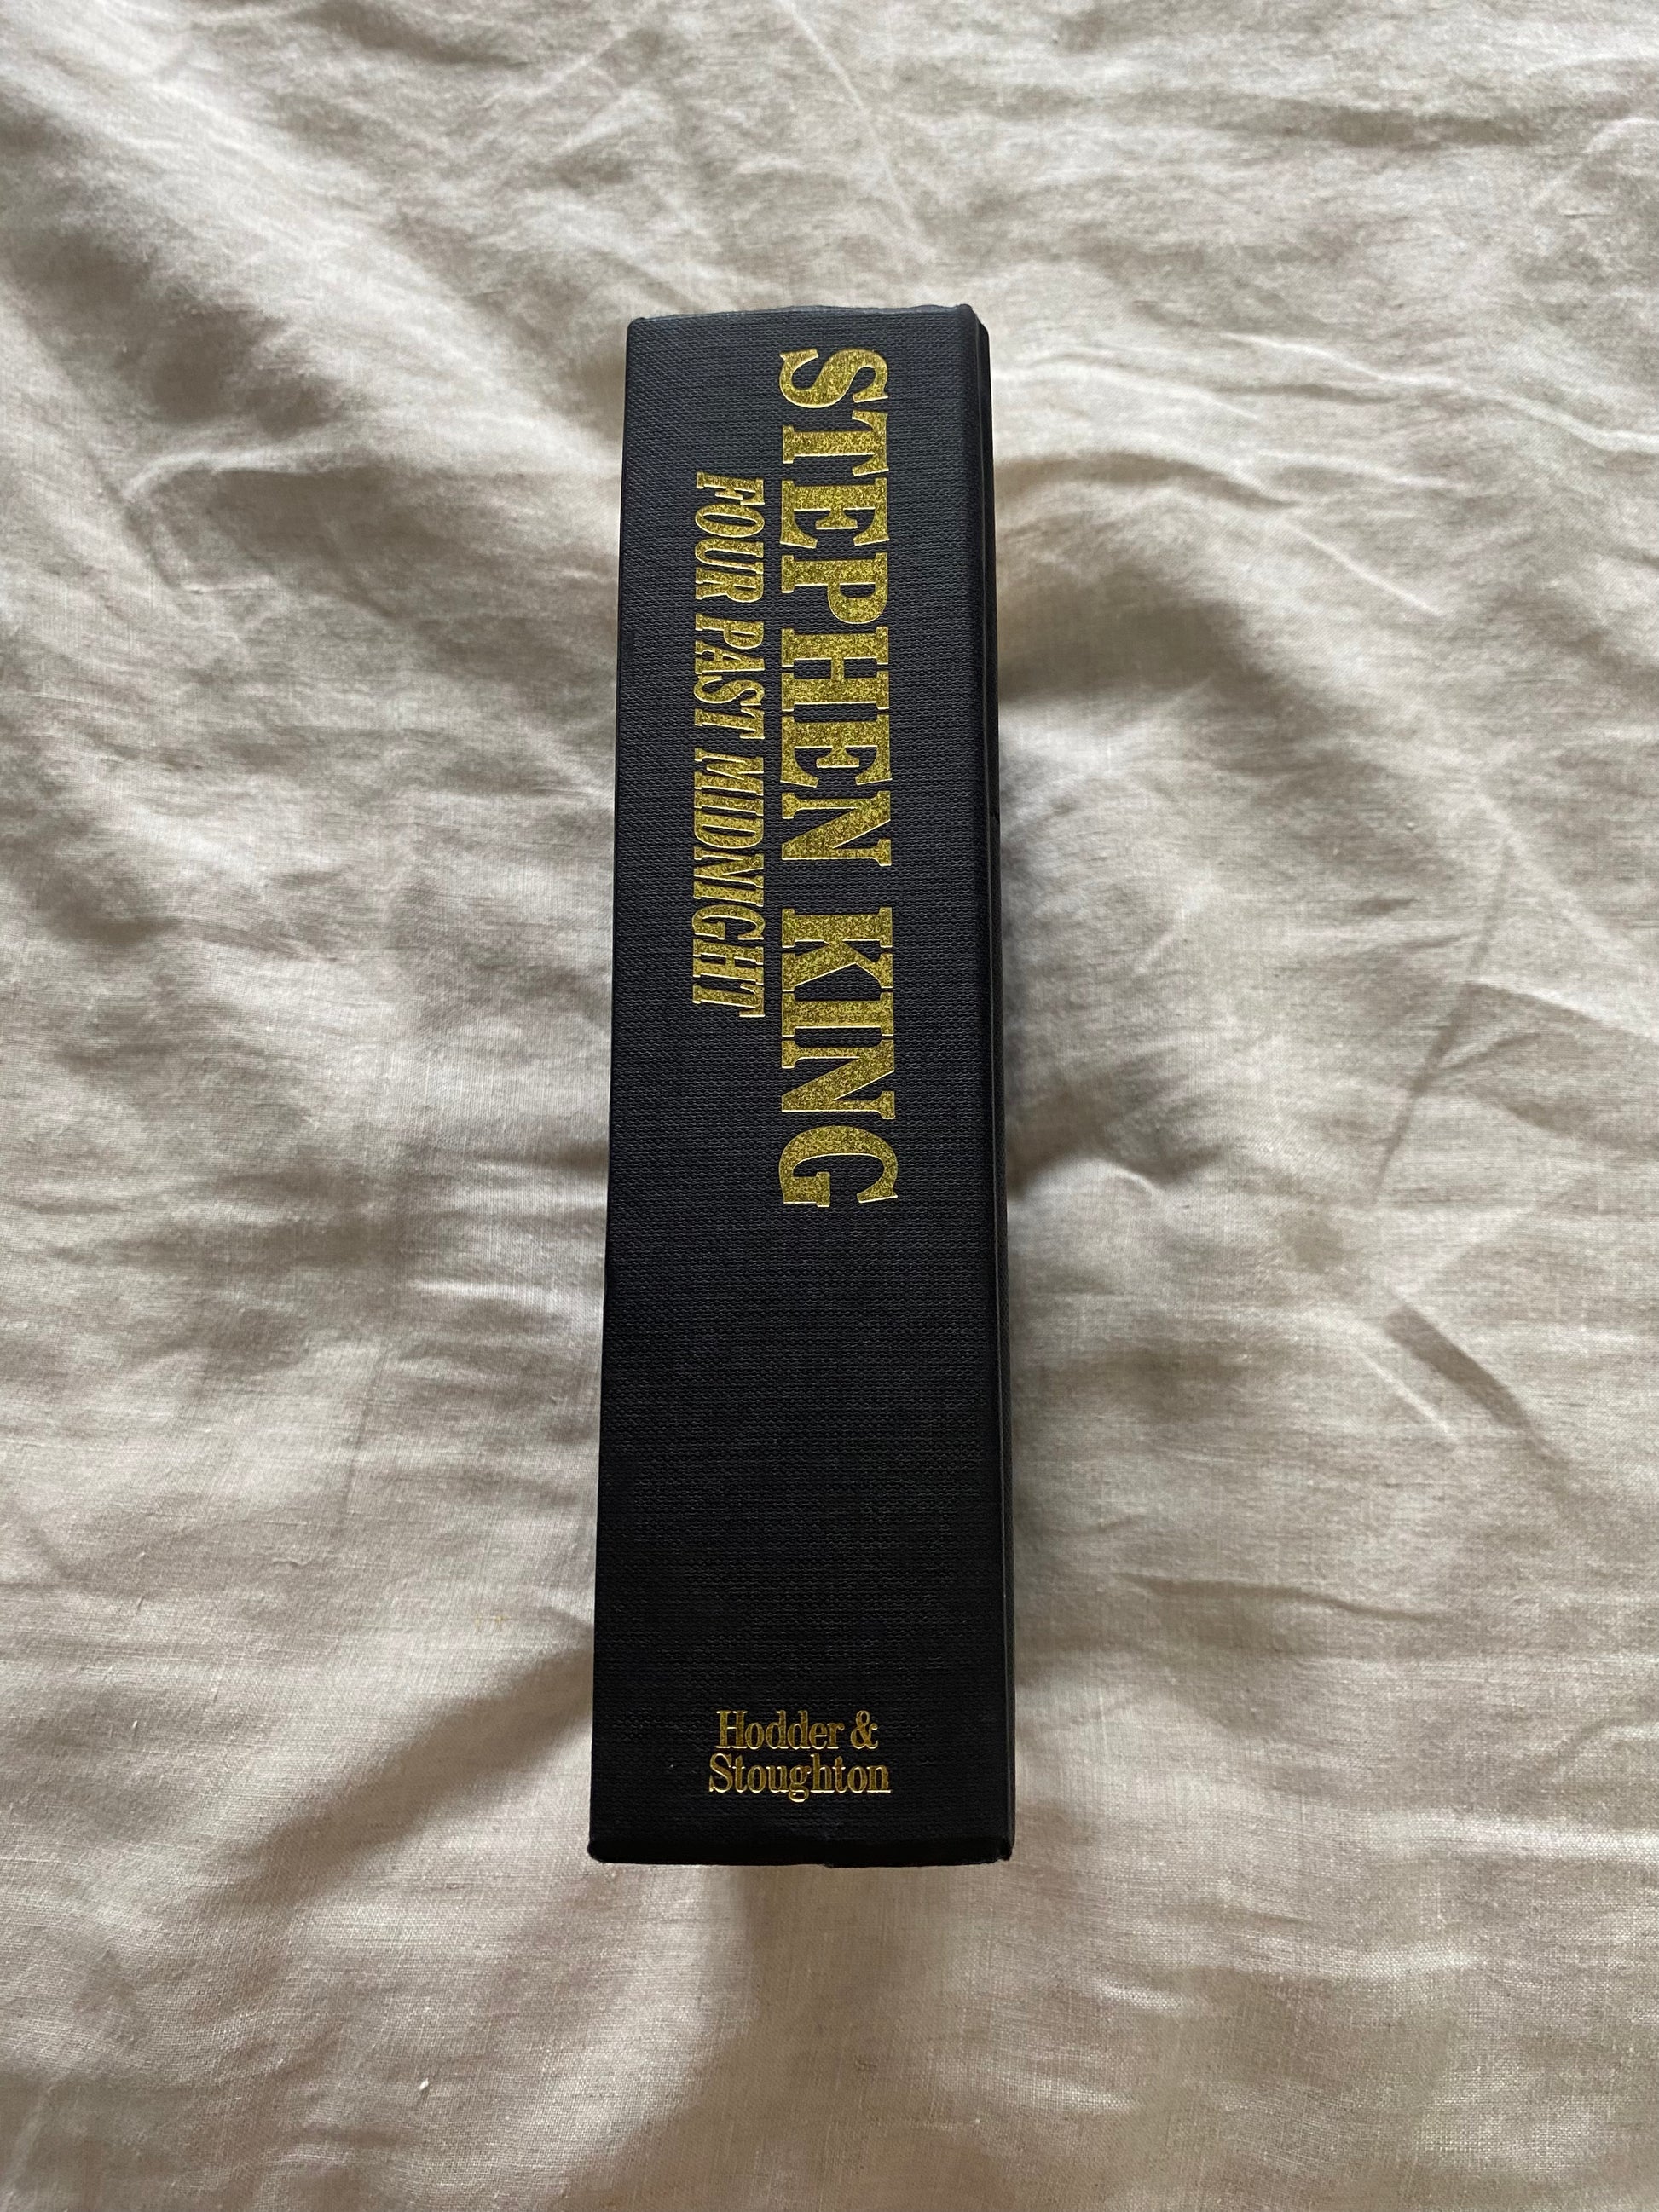 STEPHEN KING
FOUR PAST MIDNIGHT
Hodder &
Stoughton